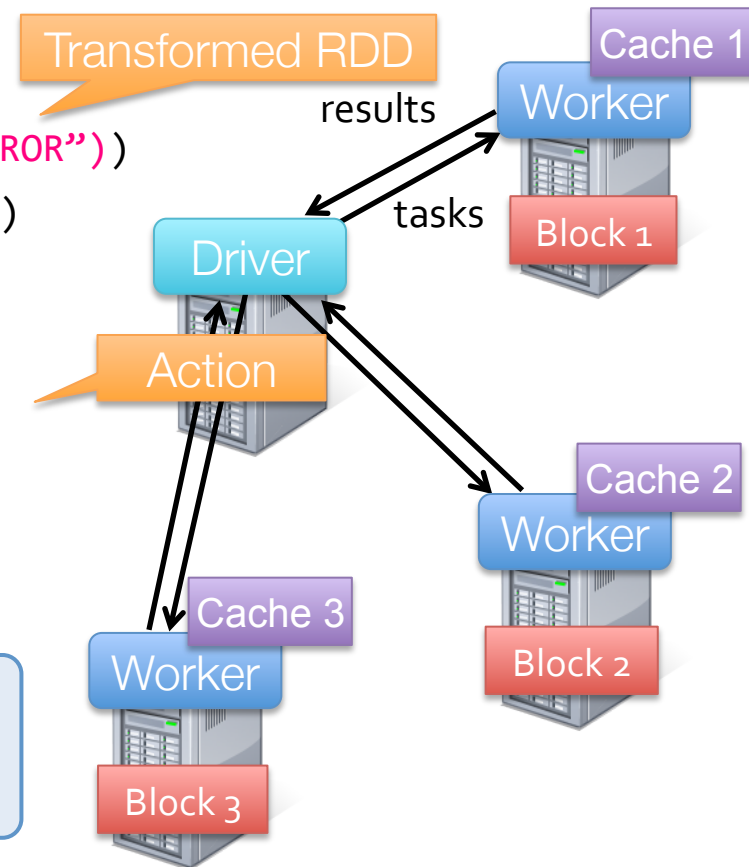 Transformed RDD
Cache 1
results
Worker
ROR”))
tasks
)
Block 1
Driver
Action
Cache 2
Worker
Cache 3
Block 2
Worker
Block 3